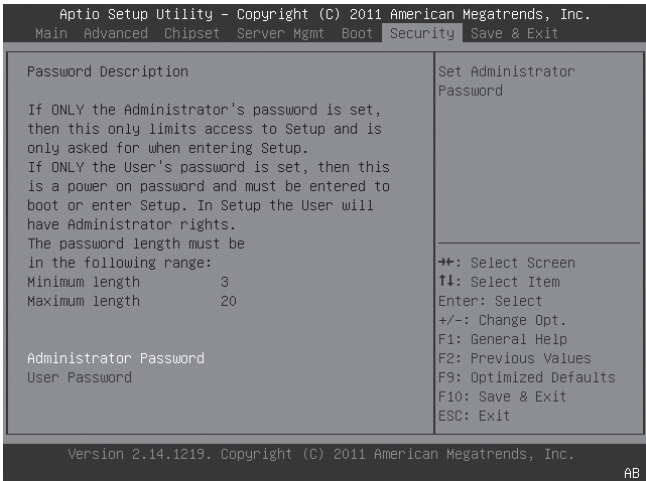 Aptio Setup Utility – Copyright (C) 2011 American Megatrends, Inc.
Main Advanced Chipset Server Mgmt Boot Security Save & Exit
Password Description
If ONLY the Administrator's password is set,
then this only limits access to Setup and is
only asked for when entering Setup.
If ONLY the User's password is set, then this
is a power on password and must be entered to
boot or enter Setup. In Setup the User will
have Administrator rights.
The password length must be
in the following range:
Minimum length 3
Maximum length 20
Administrator Password
User Password
Set Administrator
Password
→←: Select Screen
↑↓: Select Item
Enter: Select
+/-: Change Opt.
F1: General Help
F2: Previous Values
F9: Optimized Defaults
F10: Save & Exit
ESC: Exit
Version 2.14.1219. Copyright (C) 2011 American Megatrends, Inc.
AB